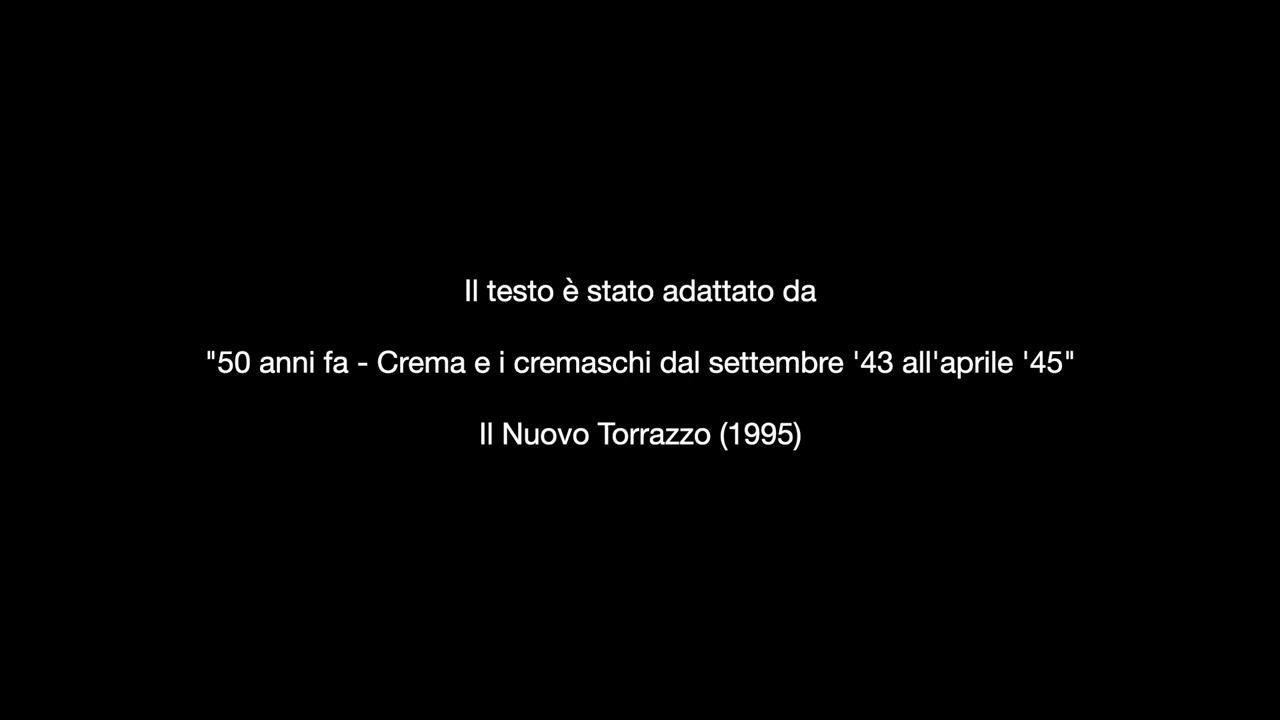 Il testo è stato adattato da
"50 anni fa - Crema e i cremaschi dal settembre '43 all'aprile '45"
Il Nuovo Torrazzo (1995)